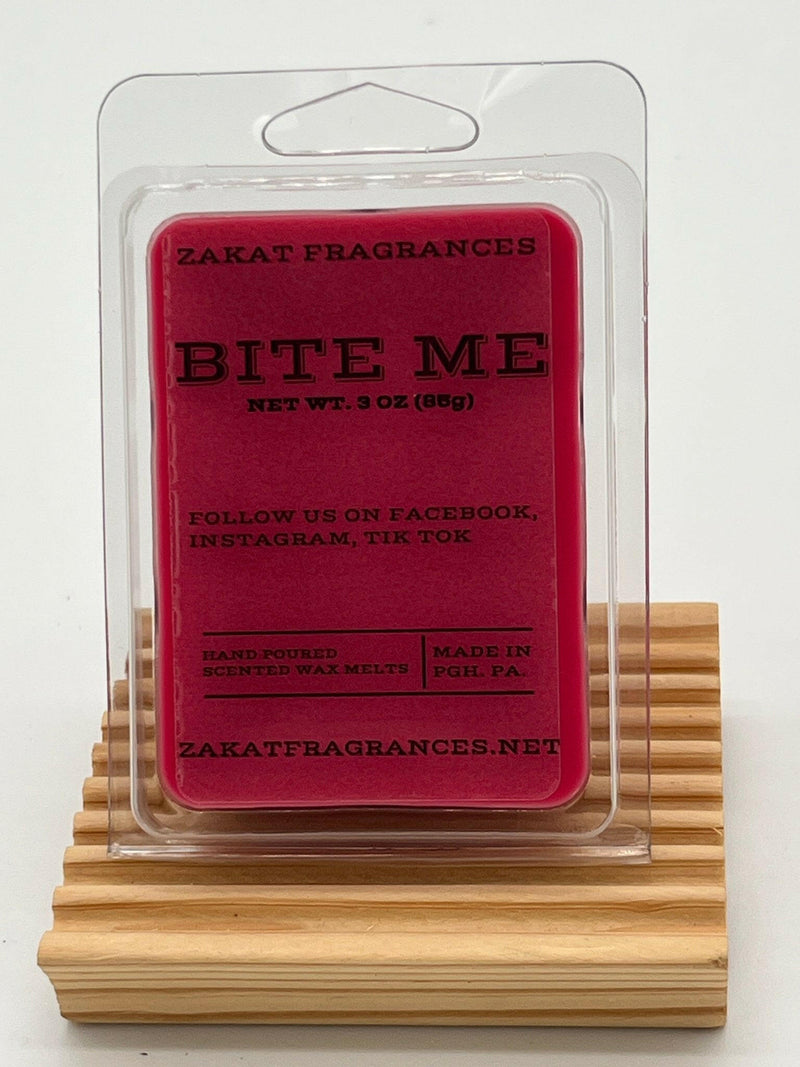 ZAKAT FRAGRANCES
BITE ME
NET WT. 3 OZ (85g)
FOLLOW US ON FACEBOOK,
INSTAGRAM, TIK TOK
HAND POURED
SCENTED WAX MELTS
MADE IN
PGH. PA.
ZAKATFRAGRANCES.NET